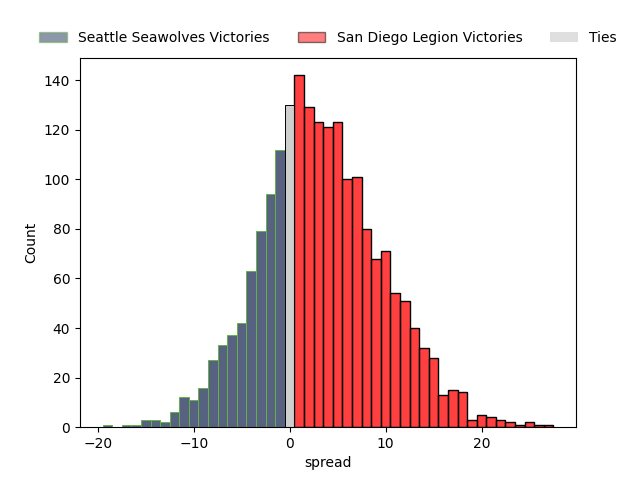 Seattle Seawolves Victories San Diego Legion Victories Ties
140
120
100
80
60
40
20
0
Count
−20 −10 0 10 20
spread